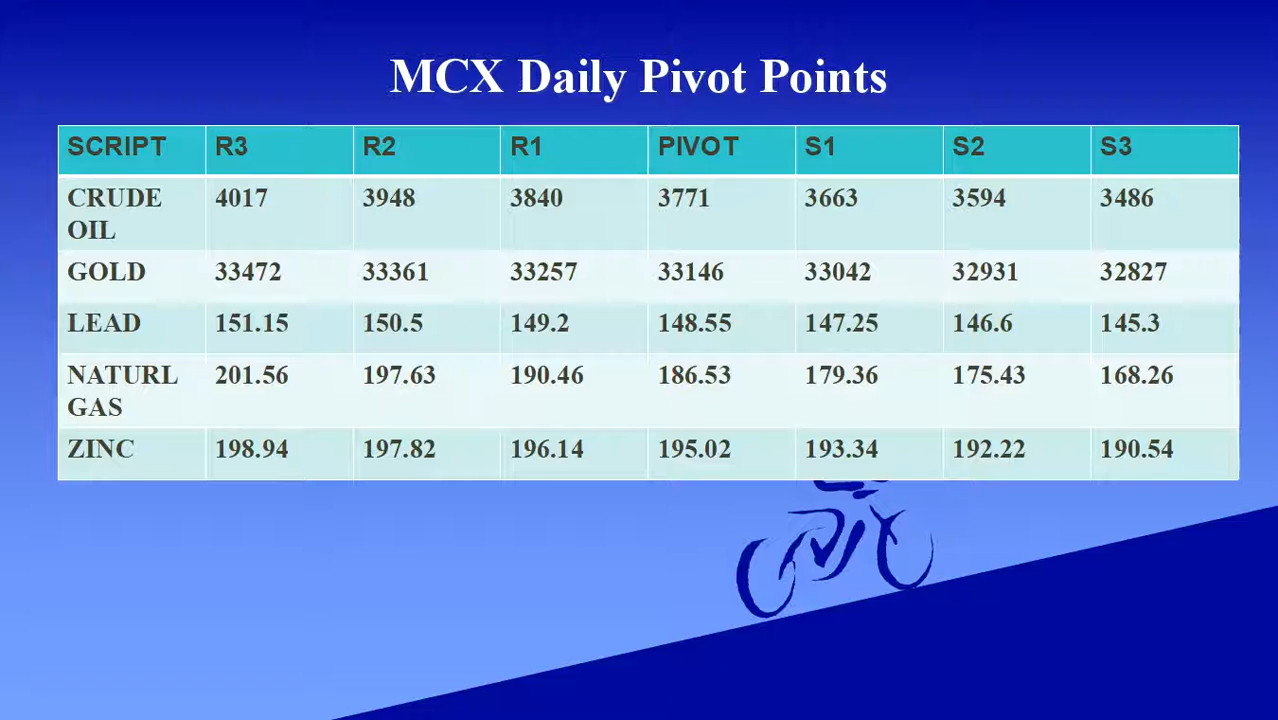 MCX Daily Pivot Points
SCRIPT R3 R2 R1 PIVOT S1 S2 S3
CRUDE 4017 3948 3840 3771 3663 3594 3486
OIL
GOLD 33472 33361 33257 33146 33042 32931 32827
LEAD 151.15 150.5 149.2 148.55 147.25 146.6 145.3
NATURL 201.56 197.63 190.46 186.53 179.36 175.43 168.26
GAS
ZINC 198.94 197.82 196.14 195.02 193.34 192.22 190.54